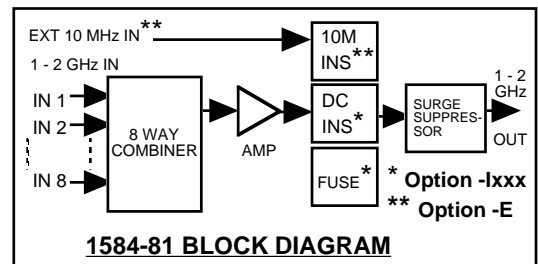 EXT 10 MHz IN**
1 - 2 GHz IN
IN 1
IN 2
IN 8
8 WAY
COMBINER
AMP
10M
INS**
DC
INS*
FUSE*
SURGE
SUPPRES-
SOR
1 - 2
GHz
OUT
* Option -Ixxx
** Option -E
1584-81 BLOCK DIAGRAM